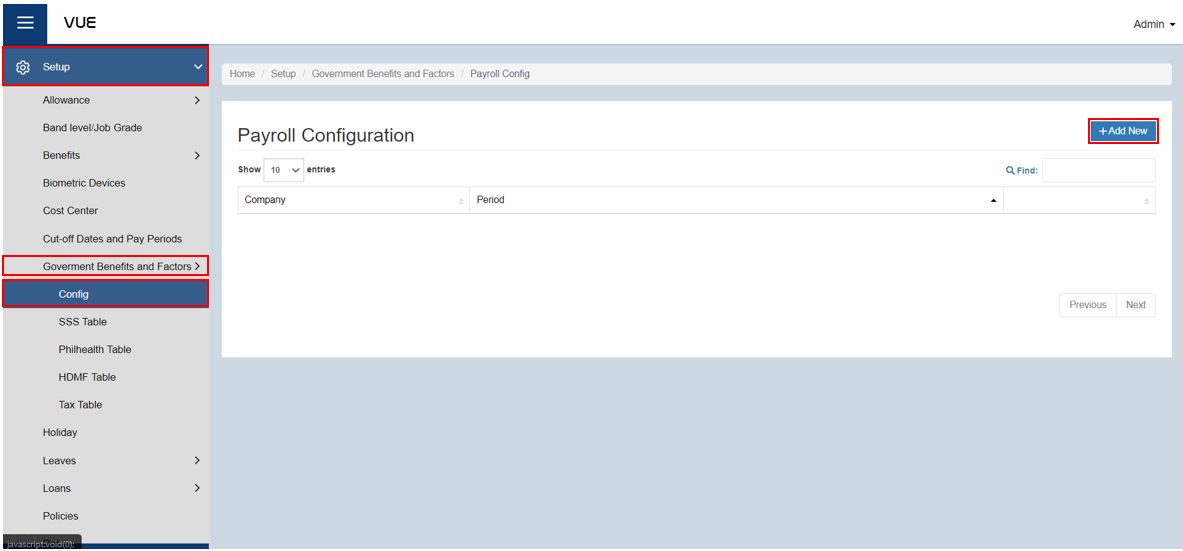 VUE
Admin
Setup
Allowance
Band level/Job Grade
Benefits
Biometric Devices
Cost Center
Cut-off Dates and Pay Periods
Goverment Benefits and Factors
Config
SSS Table
Philhealth Table
HDMF Table
Tax Table
Holiday
Leaves
Loans
Policies
javascript:void(0);
Home / Setup / Government Benefits and Factors / Payroll Config
Payroll Configuration
+ Add New
Show 10 entries
Find:
Company Period
Previous Next